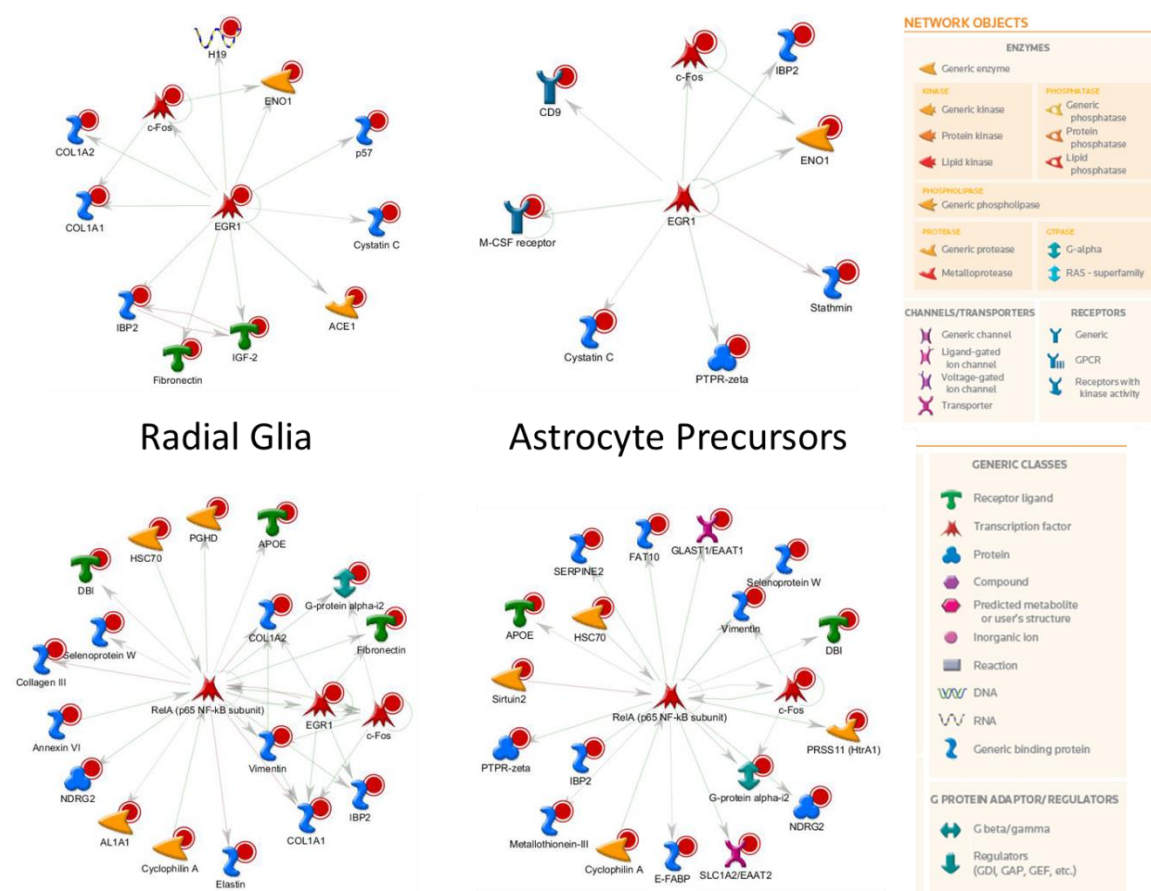 H19
ENO1
c-Fos
COL1A2
p57
COL1A1
EGR1
Cystatin C
IBP2
ACE1
IGF-2
Fibronectin
c-Fos
IBP2
CD9
ENO1
EGR1
M-CSF receptor
Stathmin
Cystatin C
PTPR-zeta
Radial Glia
Astrocyte Precursors
PGHD
HSC70
APOE
DBI
G-protein alpha-i2
COL1A2
Fibronectin
Selenoprotein W
Collagen III
RelA (p65 NF-kB subunit)
EGR1
c-Fos
Annexin VI
Vimentin
NDRG2
IBP2
AL1A1
COL1A1
Cyclophilin A
Elastin
GLAST1/EAAT1
FAT10
SERPINE2
Selenoprotein W
Vimentin
APOE
HSC70
DBI
Sirtuin2
c-Fos
RelA (p65 NF-kB subunit)
PRSS11 (HtrA1)
PTPR-zeta
IBP2
G-protein alpha-i2
NDRG2
Metallothionein-III
Cyclophilin A
E-FABP
SLC1A2/EAAT2
NETWORK OBJECTS
ENZYMES
Generic enzyme
KINASE
Generic kinase
Protein kinase
Lipid kinase
PHOSPHATASE
Generic
phosphatase
Protein
phosphatase
Lipid
phosphatase
PHOSPHOLIPASE
Generic phospholipase
PROTEASE
Generic protease
Metalloprotease
GTPASE
G-alpha
RAS - superfamily
CHANNELS/TRANSPORTERS
Generic channel
Ligand-gated
ion channel
Voltage-gated
ion channel
Transporter
RECEPTORS
Generic
GPCR
Receptors with
kinase activity
GENERIC CLASSES
Receptor ligand
Transcription factor
Protein
Compound
Predicted metabolite
or user's structure
Inorganic ion
Reaction
DNA
RNA
Generic binding protein
G PROTEIN ADAPTOR/REGULATORS
G beta/gamma
Regulators
(GDI, GAP, GEF, etc.)